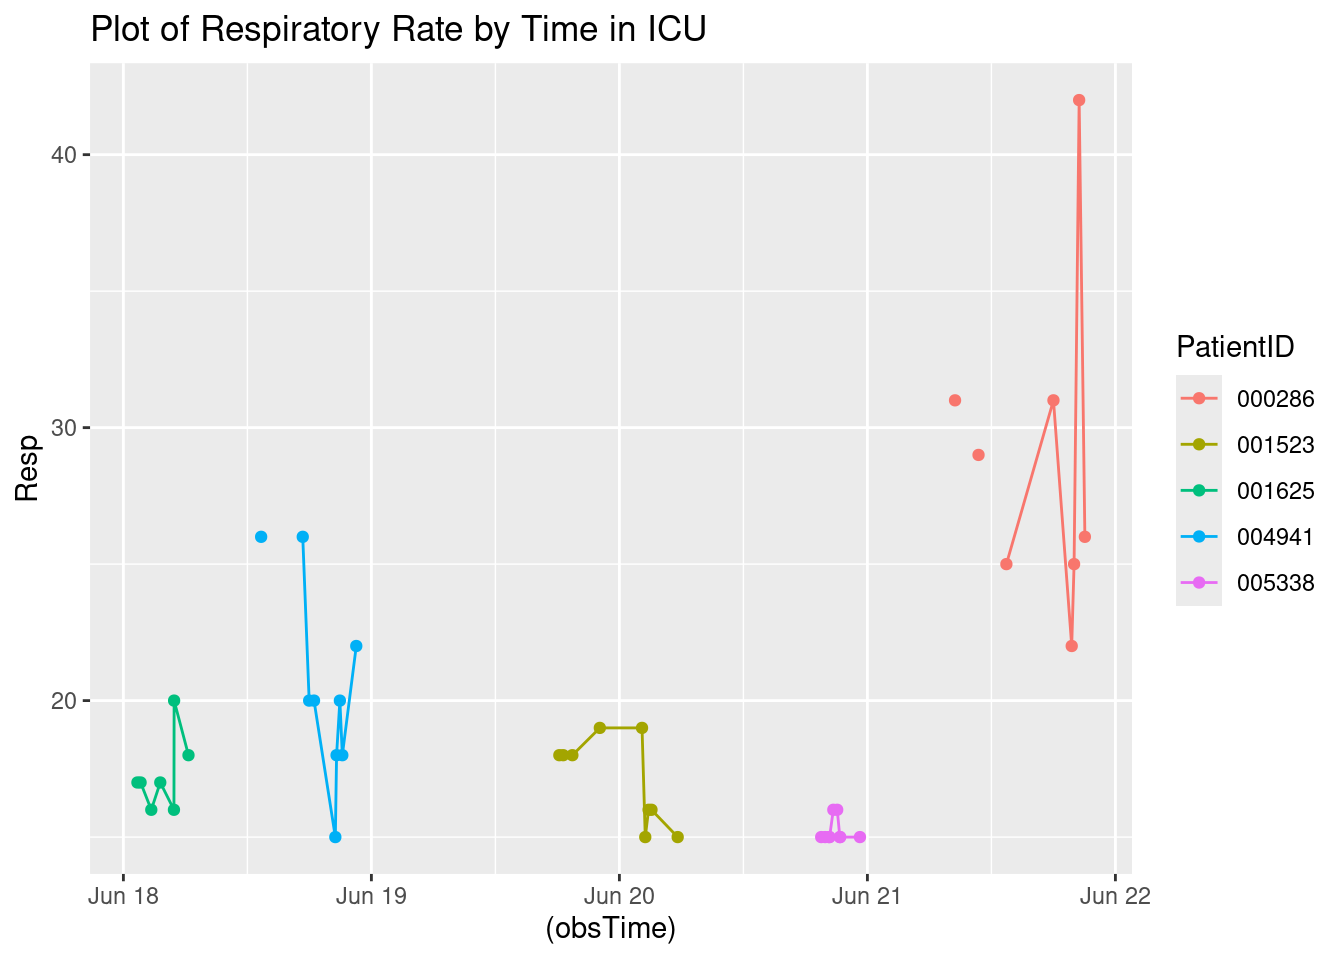 Plot of Respiratory Rate by Time in ICU
40
30
20
Resp
Jun 18
Jun 19
Jun 20
Jun 21
Jun 22
(obsTime)
PatientID
000286
001523
001625
004941
005338